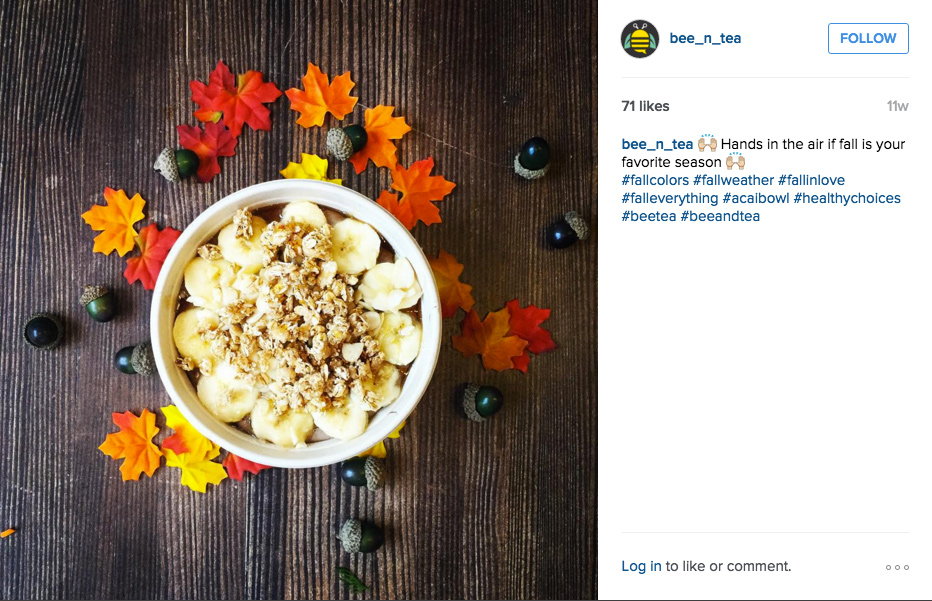 bee_n_tea
FOLLOW
71 likes
11w
bee_n_tea 🙌🏼 Hands in the air if fall is your
favorite season 🙌🏼
#fallcolors #fallweather #fallinlove
#falleverything #acaibowl #healthychoices
#beetea #beeandtea
Log in to like or comment.